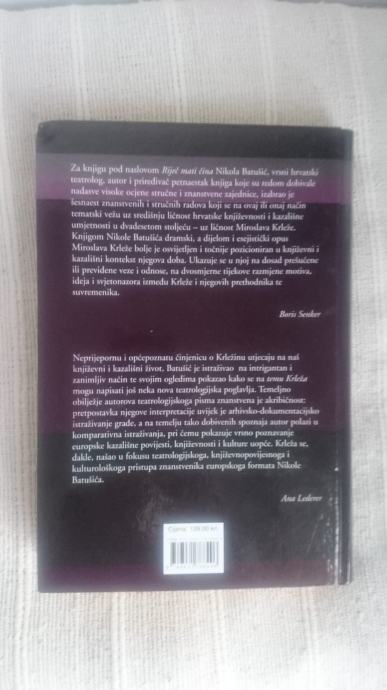 Za knjigu pod naslovom Riječ mati čina Nikola Batušić, vrsni hrvatski
teatrolog, autor i priređivač petnaestak knjiga koje su redom dobivale
nadasve visoke ocjene stručne i znanstvene zajednice, izabrao je
šesnaest znanstvenih i stručnih radova koji se na ovaj ili onaj način
tematski vežu uz središnju ličnost hrvatske književnosti i kazališne
umjetnosti u dvadesetom stoljeću – uz ličnost Miroslava Krleže.
Knjigom Nikole Batušića dramski, a dijelom i esejistički opus
Miroslava Krleže bolje je osvijetljen i točnije pozicioniran u književni i
kazališni kontekst njegova doba. Ukazuje se u njoj na dosad prešućene
ili previđene veze i odnose, na dvosmjerne tijekove razmjene motiva,
ideja i svjetonazora između Krleže i njegovih prethodnika te
suvremenika.
Boris Senker
Neprijepornu i općepoznatu činjenicu o Krležinu utjecaju na naš
književni i kazališni život, Batušić je istraživao na intrigantan i
zanimljiv način te svojim ogledima pokazao kako se na temu Krleža
mogu napisati još neka nova teatrologijska poglavlja. Temeljno
obilježje autorova teatrologijskoga pisma znanstvena je akribičnost:
pretpostavka njegove interpretacije uvijek je arhivsko-dokumentacijsko
istraživanje građe, a na temelju tako dobivenih spoznaja autor polazi u
komparativna istraživanja, pri čemu pokazuje vrsno poznavanje
europske kazališne povijesti, književnosti i kulture uopće. Krleža se,
dakle, našao u fokusu teatrologijskoga, književnopovijesnoga i
kulturološkoga pristupa znanstvenika europskoga formata Nikole
Batušića.
Ana Lederer
Cijena: 129,00 kn